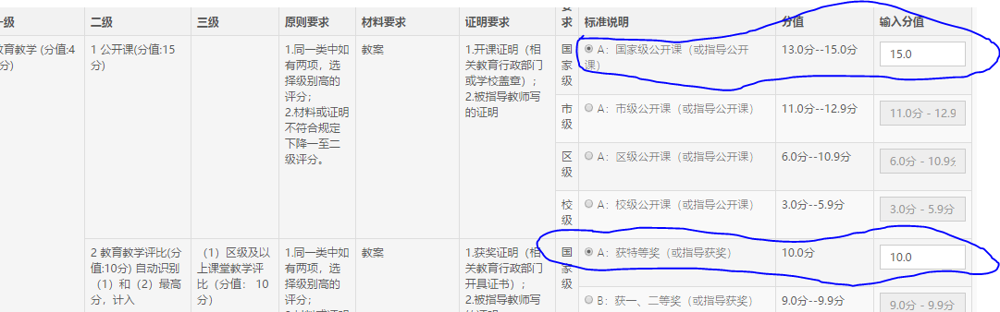 一级 二级 三级 原则要求 材料要求 证明要求 要求 标准说明 分值 输入分值
教育教学 (分值:4
分)
1 公开课(分值:15
分)
1.同一类中如
有两项，选
择级别高的
评分；
2.材料或证明
不符合规定
下降一至二
级评分。
教案
1.开课证明（相
关教育行政部门
或学校盖章）；
2.被指导教师写
的证明
国
家
级
A：国家级公开课（或指导公开
课）
13.0分--15.0分
15.0
市
级
A：市级公开课（或指导公开课）
11.0分--12.9分
11.0分 - 12.9
区
级
A：区级公开课（或指导公开课）
6.0分--10.9分
6.0分 - 10.9分
校
级
A：校级公开课（或指导公开课）
3.0分--5.9分
3.0分 - 5.9分
2 教育教学评比(分
值:10分) 自动识别
（1）和（2）最高
分，计入
（1）区级及以
上课堂教学评
比（分值： 10
分）
1.同一类中如
有两项，选
择级别高的
评分；
教案
1.获奖证明（相
关教育行政部门
开具证书）；
2.被指导教师写
国
家
级
A：获特等奖（或指导获奖）
10.0分
10.0
B：获一、二等奖（或指导获奖）
9.0分--9.9分
9.0分 - 9.9分